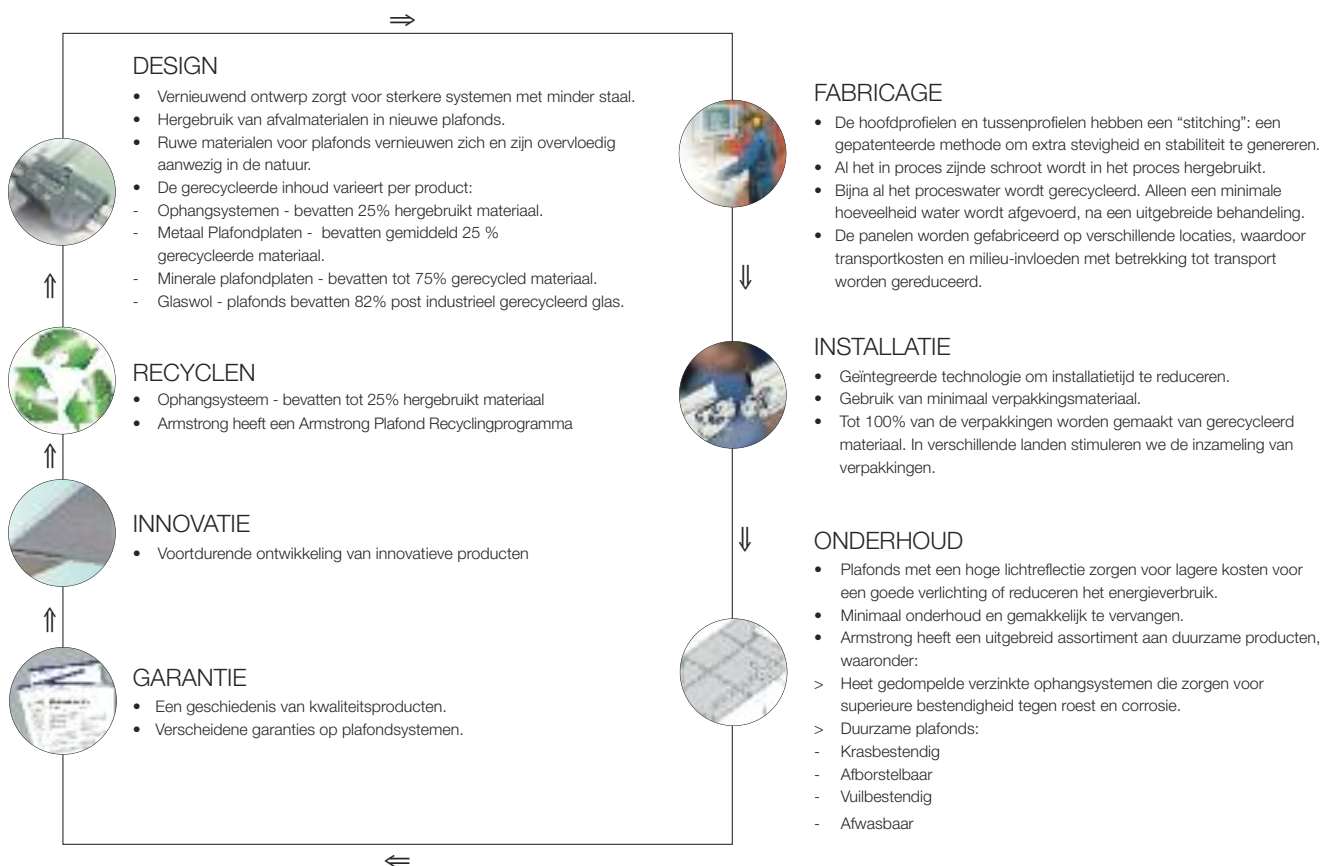 ⇒
DESIGN
• Vernieuwend ontwerp zorgt voor sterkere systemen met minder staal.
• Hergebruik van afvalmaterialen in nieuwe plafonds.
• Ruwe materialen voor plafonds vernieuwen zich en zijn overvloedig
aanwezig in de natuur.
• De gerecycleerde inhoud varieert per product:
- Ophangsystemen - bevatten 25% hergebruikt materiaal.
- Metaal Plafondplaten - bevatten gemiddeld 25 %
gerecycleerde materiaal.
- Minerale plafondplaten - bevatten tot 75% gerecycled materiaal.
- Glaswol - plafonds bevatten 82% post industrieel gerecycleerd glas.
⇑
RECYCLEN
• Ophangsysteem - bevatten tot 25% hergebruikt materiaal
• Armstrong heeft een Armstrong Plafond Recyclingprogramma
⇑
INNOVATIE
• Voortdurende ontwikkeling van innovatieve producten
⇑
GARANTIE
• Een geschiedenis van kwaliteitsproducten.
• Verscheidene garanties op plafondsystemen.
FABRICAGE
• De hoofdprofielen en tussenprofielen hebben een “stitching”: een
gepatenteerde methode om extra stevigheid en stabiliteit te genereren.
• Al het in proces zijnde schroot wordt in het proces hergebruikt.
• Bijna al het proceswater wordt gerecycleerd. Alleen een minimale
hoeveelheid water wordt afgevoerd, na een uitgebreide behandeling.
• De panelen worden gefabriceerd op verschillende locaties, waardoor
transportkosten en milieu-invloeden met betrekking tot transport
worden gereduceerd.
⇓
INSTALLATIE
• Geïntegreerde technologie om installatietijd te reduceren.
• Gebruik van minimaal verpakkingsmateriaal.
• Tot 100% van de verpakkingen worden gemaakt van gerecycleerd
materiaal. In verschillende landen stimuleren we de inzameling van
verpakkingen.
⇓
ONDERHOUD
• Plafonds met een hoge lichtreflectie zorgen voor lagere kosten voor
een goede verlichting of reduceren het energieverbruik.
• Minimaal onderhoud en gemakkelijk te vervangen.
• Armstrong heeft een uitgebreid assortiment aan duurzame producten,
waaronder:
> Heet gedompelde verzinkte ophangsystemen die zorgen voor
superieure bestendigheid tegen roest en corrosie.
> Duurzame plafonds:
- Krasbestendig
- Afborstelbaar
- Vuilbestendig
- Afwasbaar
⇐